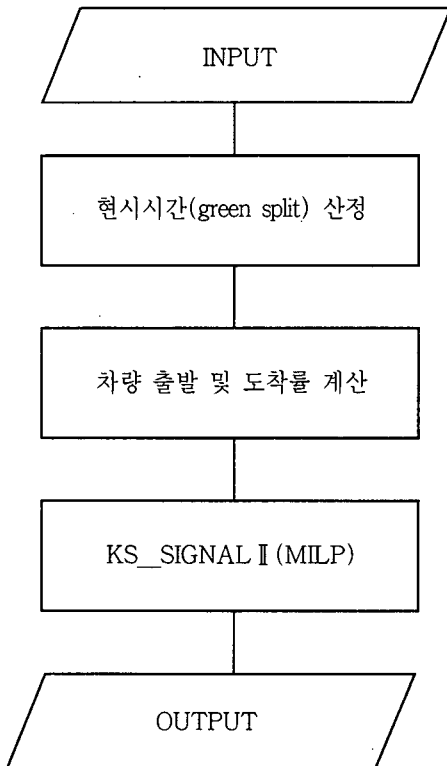 INPUT
현시시간(green split) 산정
차량 출발 및 도착률 계산
KS__SIGNAL Ⅱ (MILP)
OUTPUT